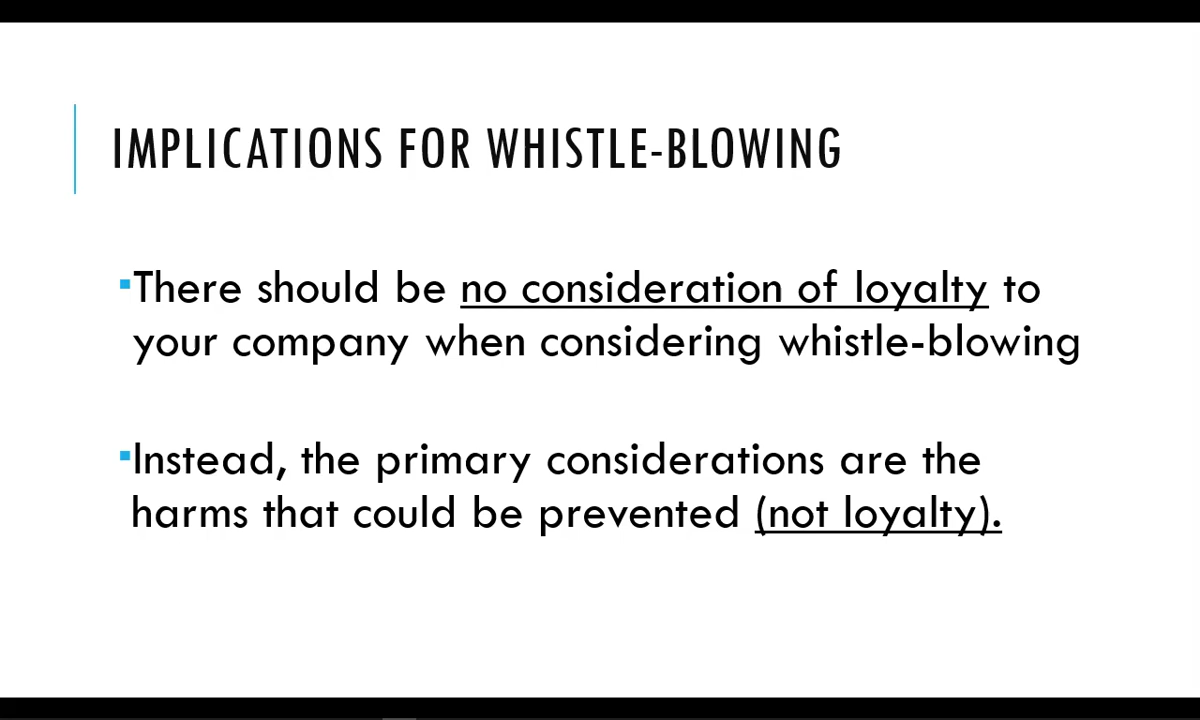 IMPLICATIONS FOR WHISTLE-BLOWING
▪There should be no consideration of loyalty to
your company when considering whistle-blowing
▪Instead, the primary considerations are the
harms that could be prevented (not loyalty).